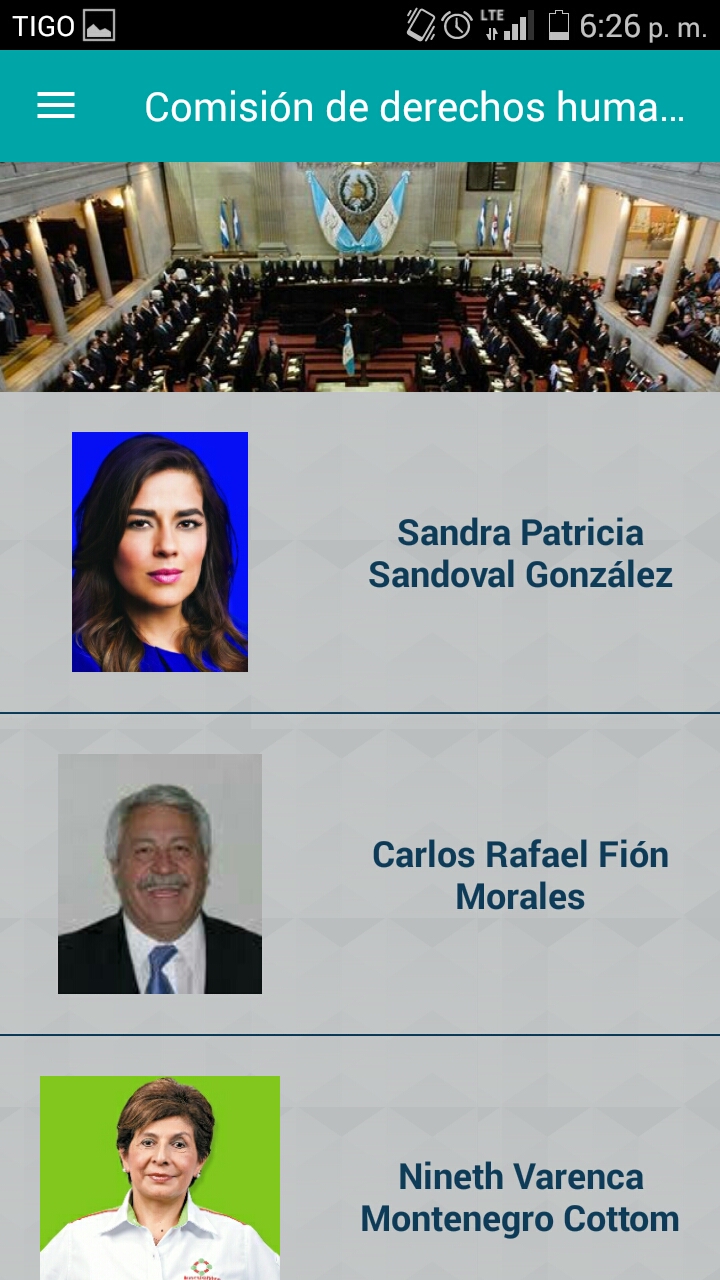 TIGO
LTE
6:26 p. m.
Comisión de derechos huma...
Sandra Patricia
Sandoval González
Carlos Rafael Fión
Morales
Nineth Varenca
Montenegro Cottom